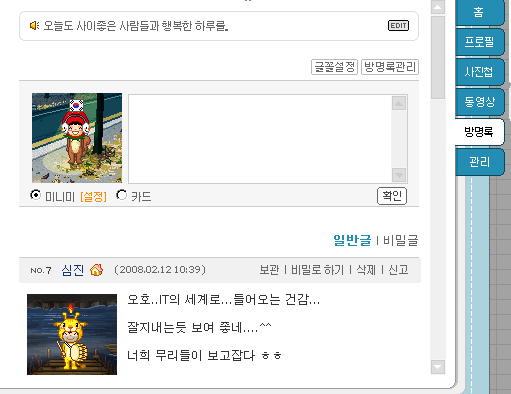 오늘도 사이좋은 사람들과 행복한 하루를.
EDIT
글꼴설정 방명록관리
미니미 [설정] 카드
확인
일반글 | 비밀글
NO.7 심진 (2008.02.12 10:39) 보관 | 비밀로 하기 | 삭제 | 신고
오호..IT의 세계로...들어오는 건감...
잘지내는듯 보여 좋네....^^
너희 무리들이 보고잡다 ㅎㅎ
홈
프로필
사진첩
동영상
방명록
관리